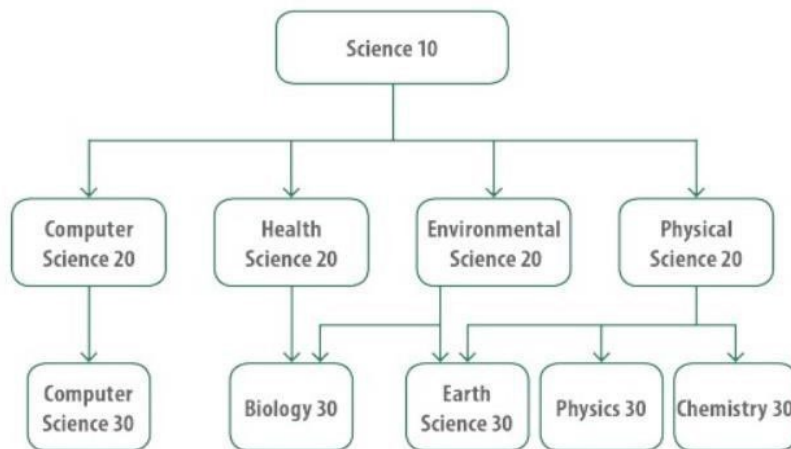 Science 10
Computer
Science 20
Health
Science 20
Environmental
Science 20
Physical
Science 20
Computer
Science 30
Biology 30
Earth
Science 30
Physics 30
Chemistry 30